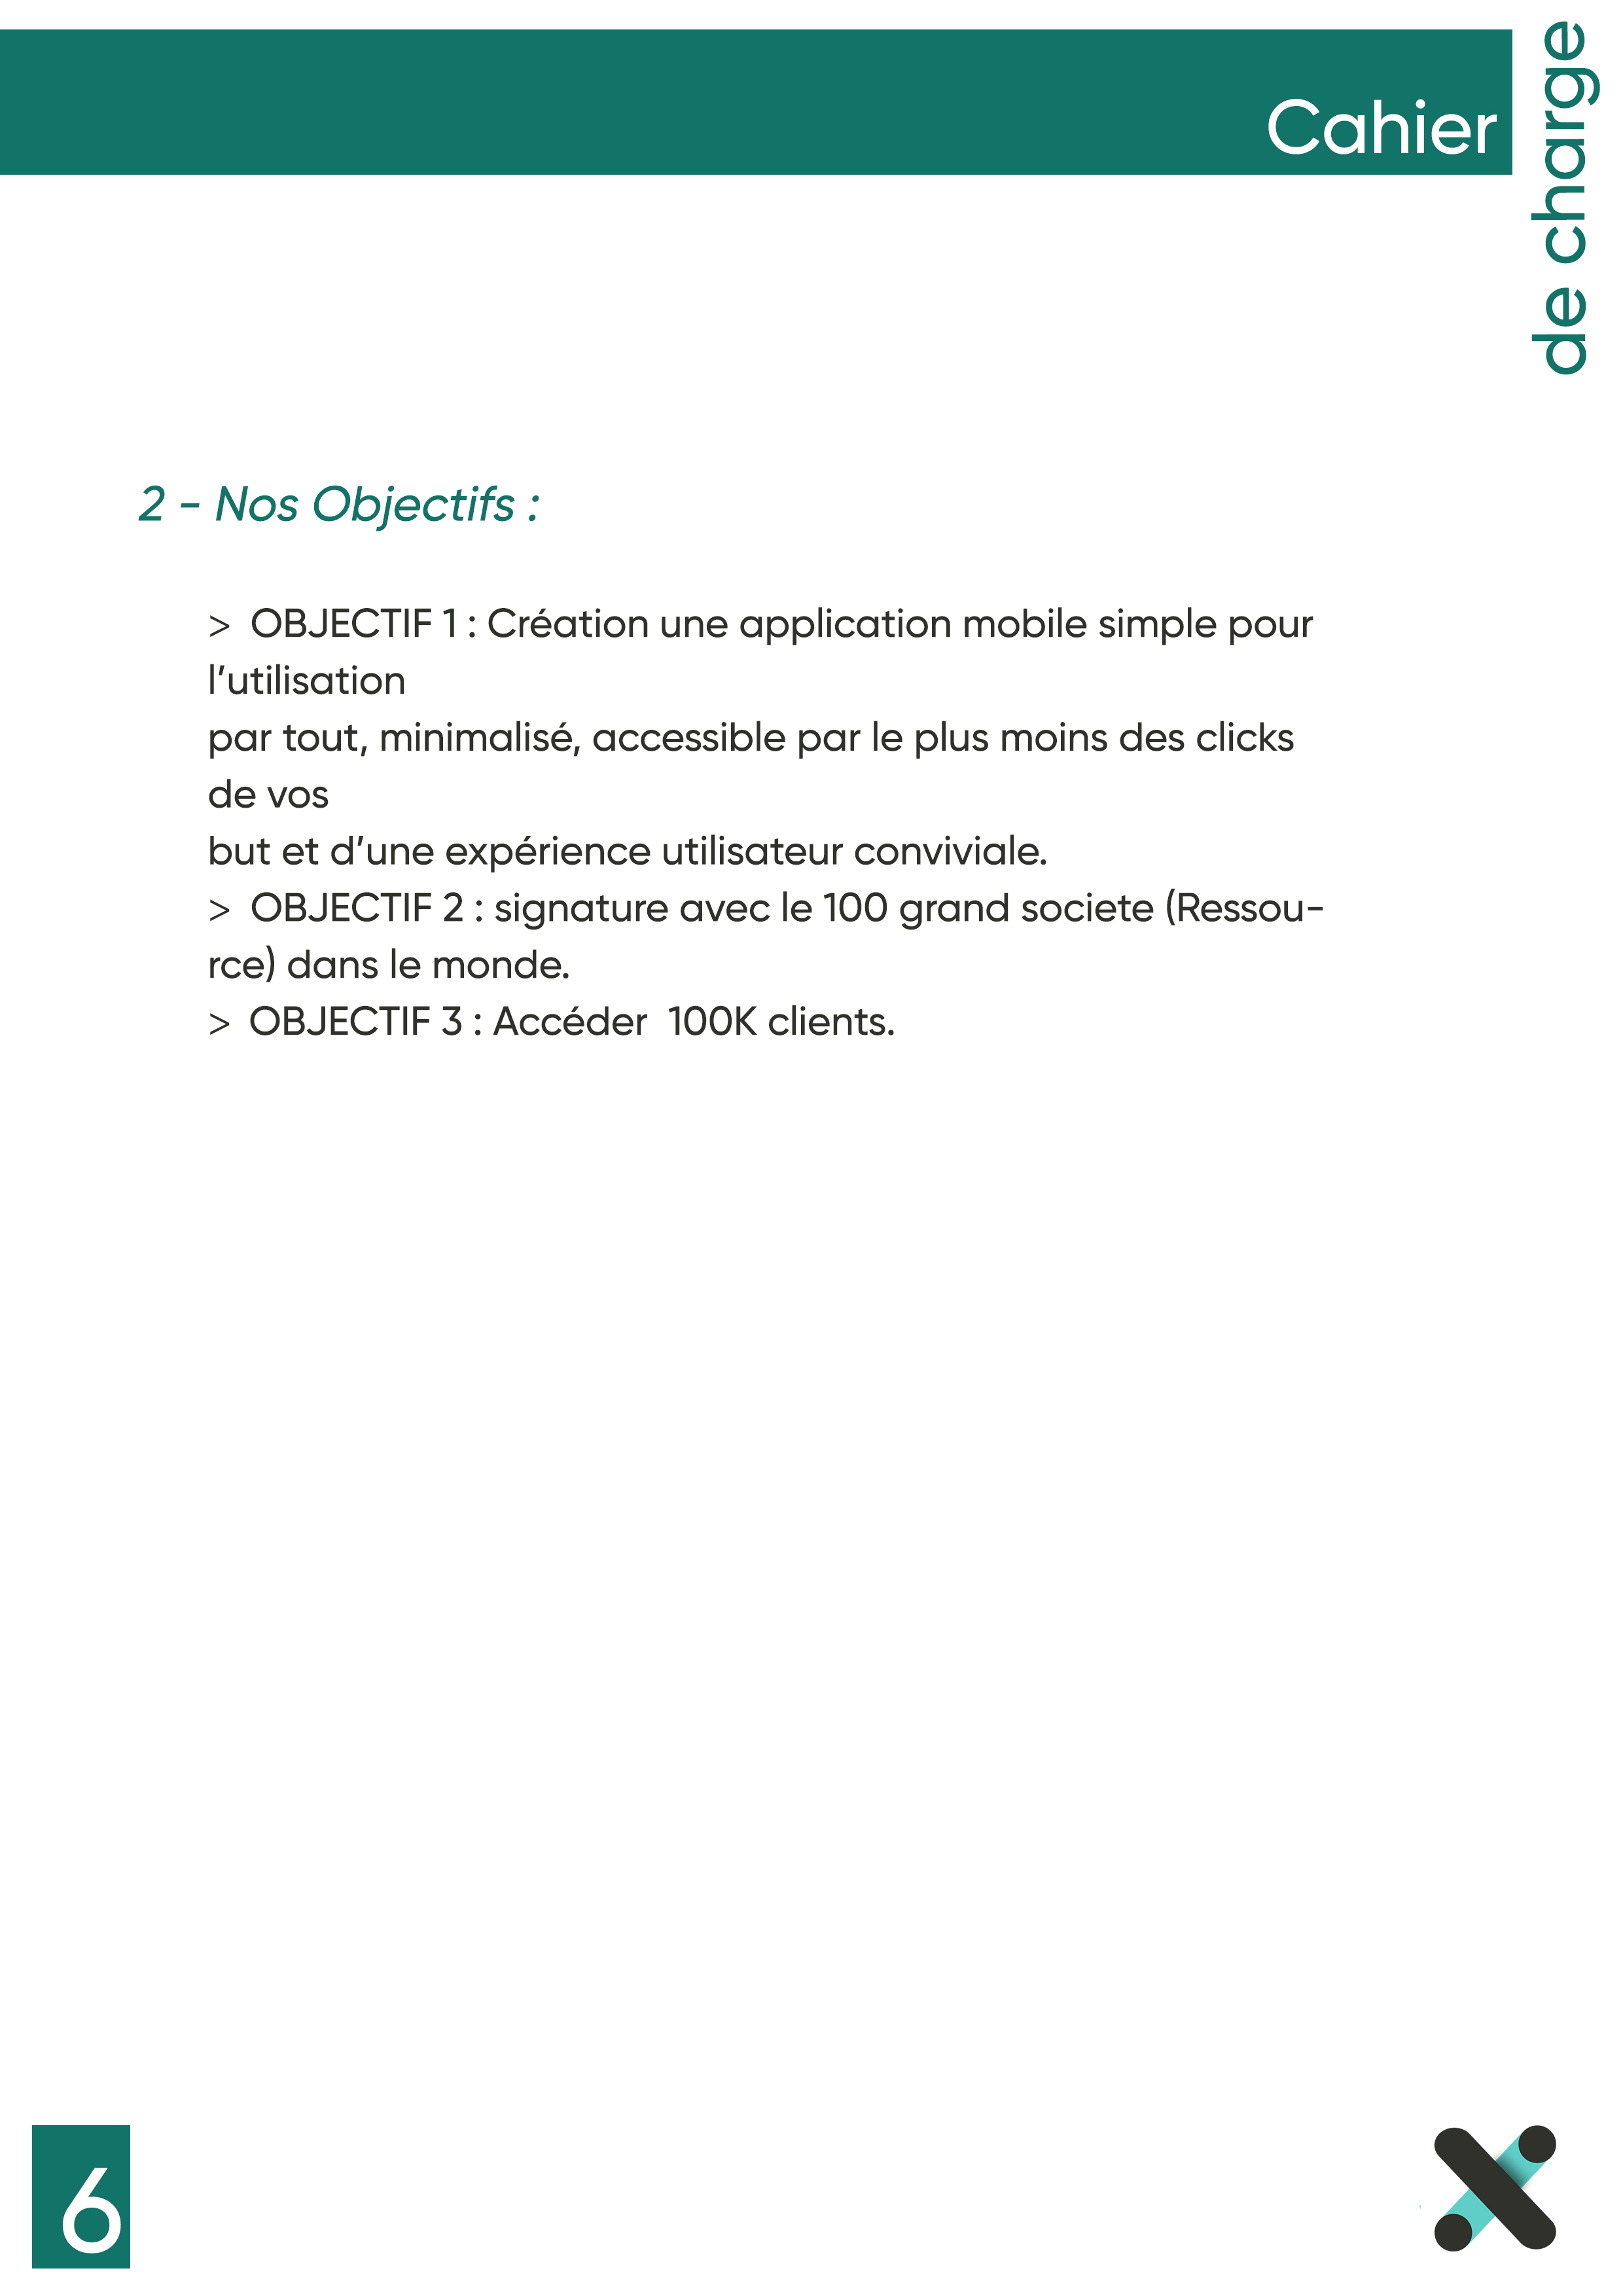 Cahier
de charge
2 - Nos Objectifs :
> OBJECTIF 1 : Création une application mobile simple pour
l’utilisation
par tout, minimalisé, accessible par le plus moins des clicks
de vos
but et d’une expérience utilisateur conviviale.
> OBJECTIF 2 : signature avec le 100 grand societe (Ressou-
rce) dans le monde.
> OBJECTIF 3 : Accéder  100K clients.
6